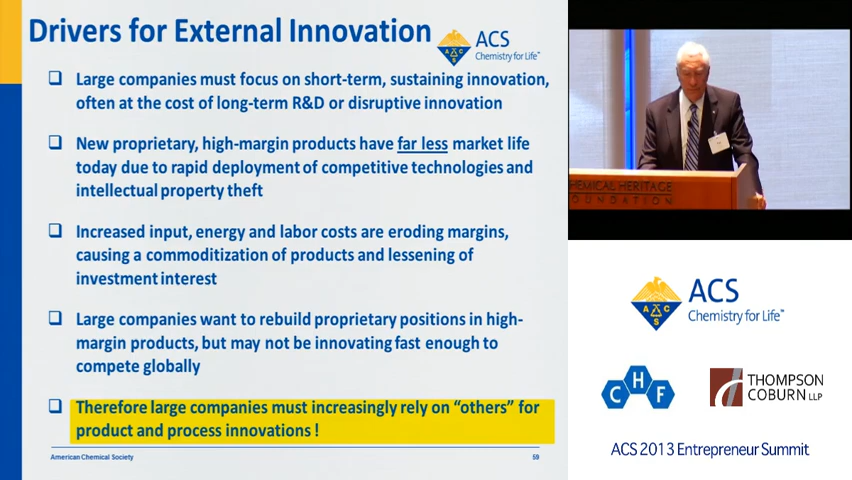 Drivers for External Innovation
ACS
Chemistry for Life™
A C S
❑ Large companies must focus on short-term, sustaining innovation,
often at the cost of long-term R&D or disruptive innovation
❑ New proprietary, high-margin products have far less market life
today due to rapid deployment of competitive technologies and
intellectual property theft
❑ Increased input, energy and labor costs are eroding margins,
causing a commoditization of products and lessening of
investment interest
❑ Large companies want to rebuild proprietary positions in high-
margin products, but may not be innovating fast enough to
compete globally
❑ Therefore large companies must increasingly rely on “others” for
product and process innovations !
American Chemical Society
59
CHEMICAL HERITAGE
FOUNDATION
A C S
ACS
Chemistry for Life™
C H F
THOMPSON
COBURN LLP
ACS 2013 Entrepreneur Summit